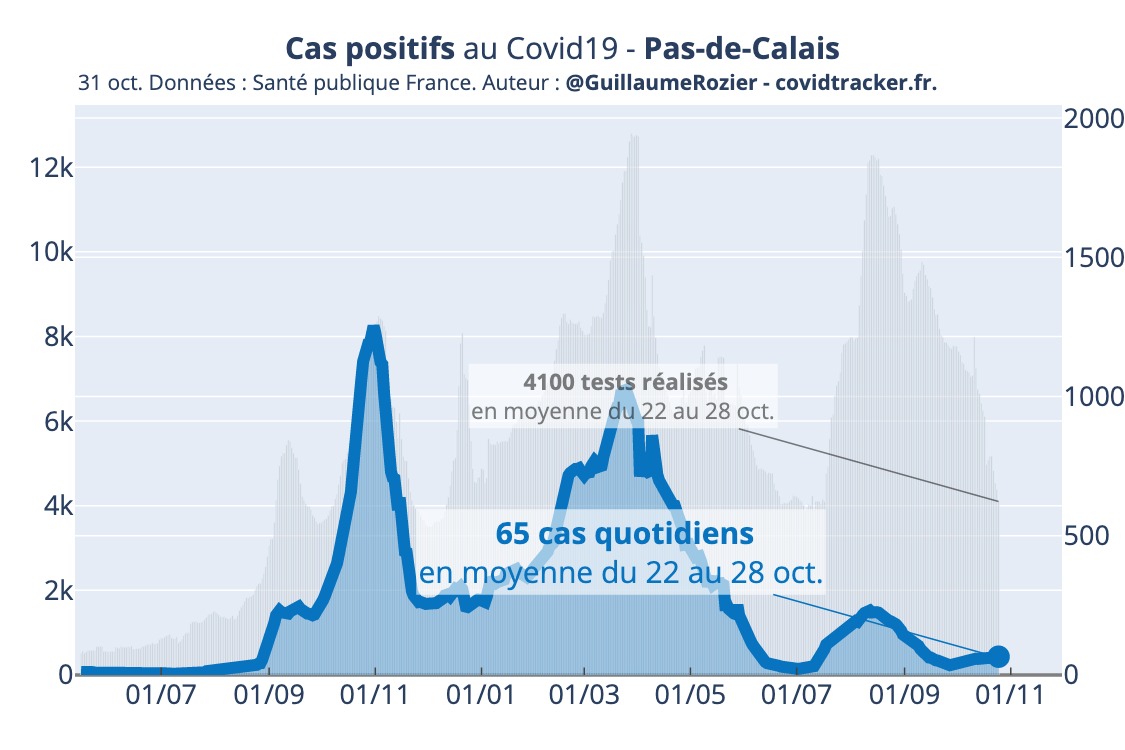 Cas positifs au Covid19 - Pas-de-Calais
31 oct. Données : Santé publique France. Auteur : @GuillaumeRozier - covidtracker.fr.
2000
12k
10k
1500
8k
4100 tests réalisés
en moyenne du 22 au 28 oct.
1000
6k
4k
65 cas quotidiens
500
2k
en moyenne du 22 au 28 oct.
0
0
01/07
01/09
01/11
01/01
01/03
01/05
01/07
01/09
01/11